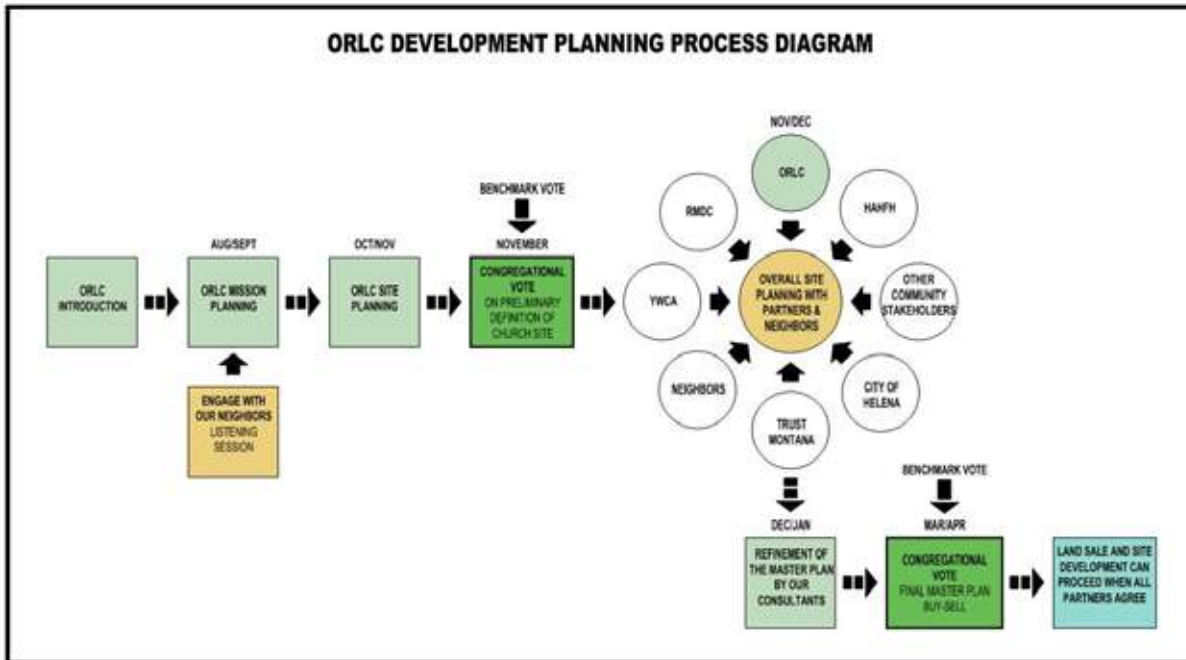 ORLC DEVELOPMENT PLANNING PROCESS DIAGRAM
ORLC
INTRODUCTION
AUG/SEPT
ORLC MISSION
PLANNING
ENGAGE WITH
OUR NEIGHBORS
LISTENING
SESSION
OCT/NOV
ORLC SITE
PLANNING
BENCHMARK VOTE
NOVEMBER
CONGREGATIONAL
VOTE
ON PRELIMINARY
DEFINITION OF
CHURCH SITE
NOV/DEC
ORLC
RMDC
HAHFH
YWCA
OVERALL SITE
PLANNING WITH
PARTNERS &
NEIGHBORS
OTHER
COMMUNITY
STAKEHOLDERS
NEIGHBORS
CITY OF
HELENA
TRUST
MONTANA
DEC/JAN
REFINEMENT OF
THE MASTER PLAN
BY OUR
CONSULTANTS
BENCHMARK VOTE
MAR/APR
CONGREGATIONAL
VOTE
FINAL MASTER PLAN
BUY-SELL
LAND SALE AND SITE
DEVELOPMENT CAN
PROCEED WHEN ALL
PARTNERS AGREE